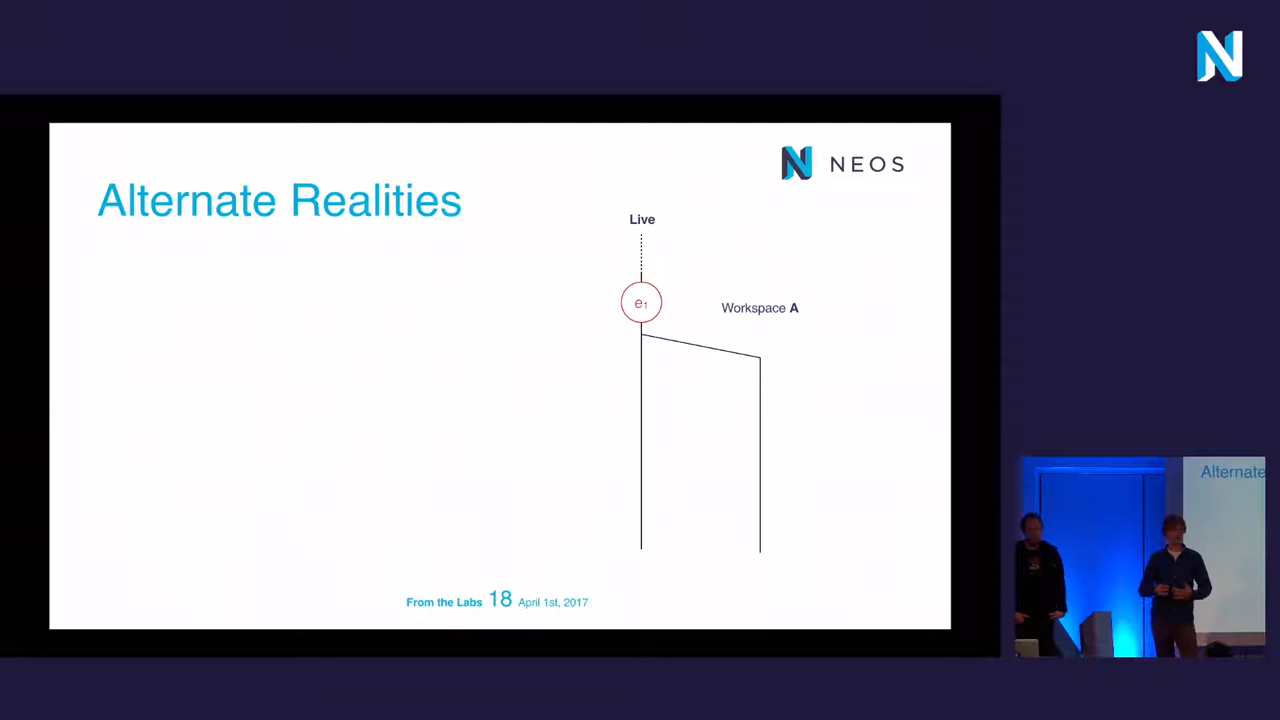 NEOS
Alternate Realities
Live
e₁
Workspace A
From the Labs 18 April 1st, 2017
Alternate